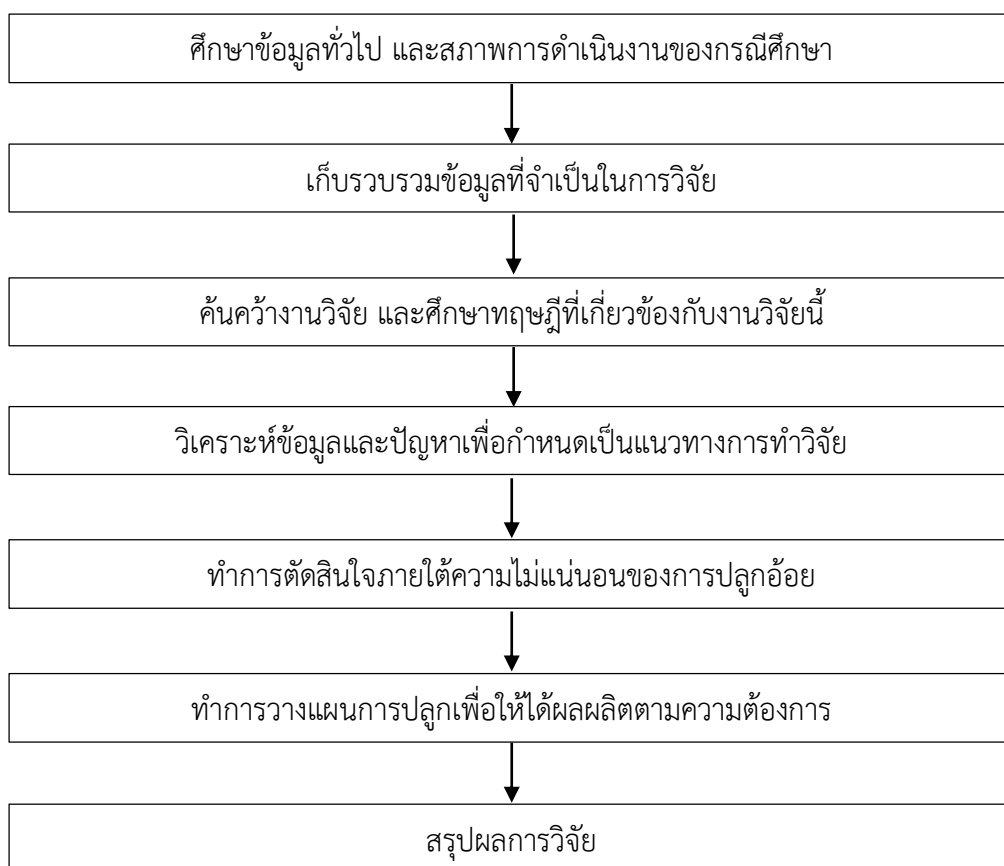 ศึกษาข้อมูลทั่วไป และสภาพการดำเนินงานของกรณีศึกษา
เก็บรวบรวมข้อมูลที่จำเป็นในการวิจัย
ค้นคว้างานวิจัย และศึกษาทฤษฎีที่เกี่ยวข้องกับงานวิจัยนี้
วิเคราะห์ข้อมูลและปัญหาเพื่อกำหนดเป็นแนวทางการทำวิจัย
ทำการตัดสินใจภายใต้ความไม่แน่นอนของการปลูกอ้อย
ทำการวางแผนการปลูกเพื่อให้ได้ผลผลิตตามความต้องการ
สรุปผลการวิจัย